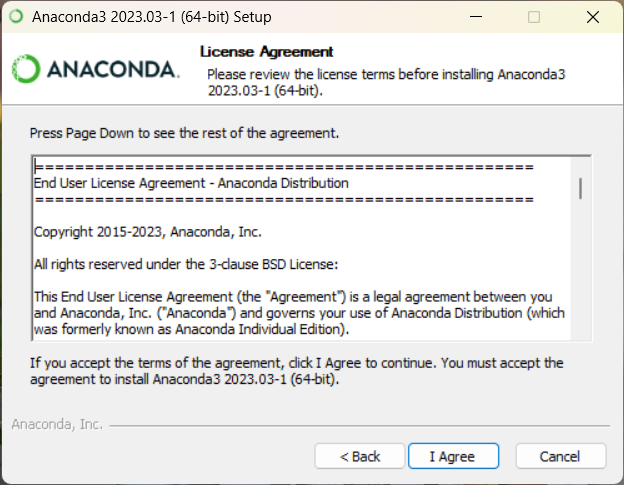 Anaconda3 2023.03-1 (64-bit) Setup
ANACONDA.
License Agreement
Please review the license terms before installing Anaconda3
2023.03-1 (64-bit).
Press Page Down to see the rest of the agreement.
==================================================
End User License Agreement - Anaconda Distribution
==================================================
Copyright 2015-2023, Anaconda, Inc.
All rights reserved under the 3-clause BSD License:
This End User License Agreement (the "Agreement") is a legal agreement between you
and Anaconda, Inc. ("Anaconda") and governs your use of Anaconda Distribution (which
was formerly known as Anaconda Individual Edition).
If you accept the terms of the agreement, click I Agree to continue. You must accept the
agreement to install Anaconda3 2023.03-1 (64-bit).
Anaconda, Inc.
< Back
I Agree
Cancel